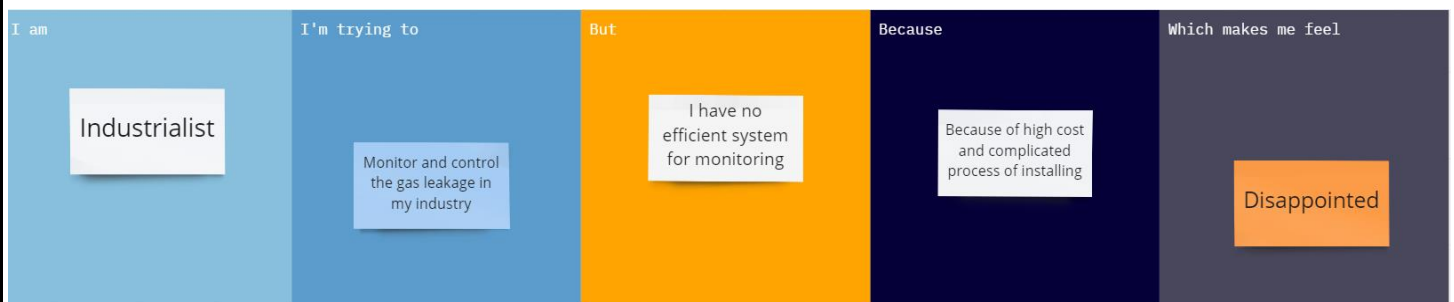 I am
Industrialist
I'm trying to
Monitor and control
the gas leakage in
my industry
But
I have no
efficient system
for monitoring
Because
Because of high cost
and complicated
process of installing
Which makes me feel
Disappointed